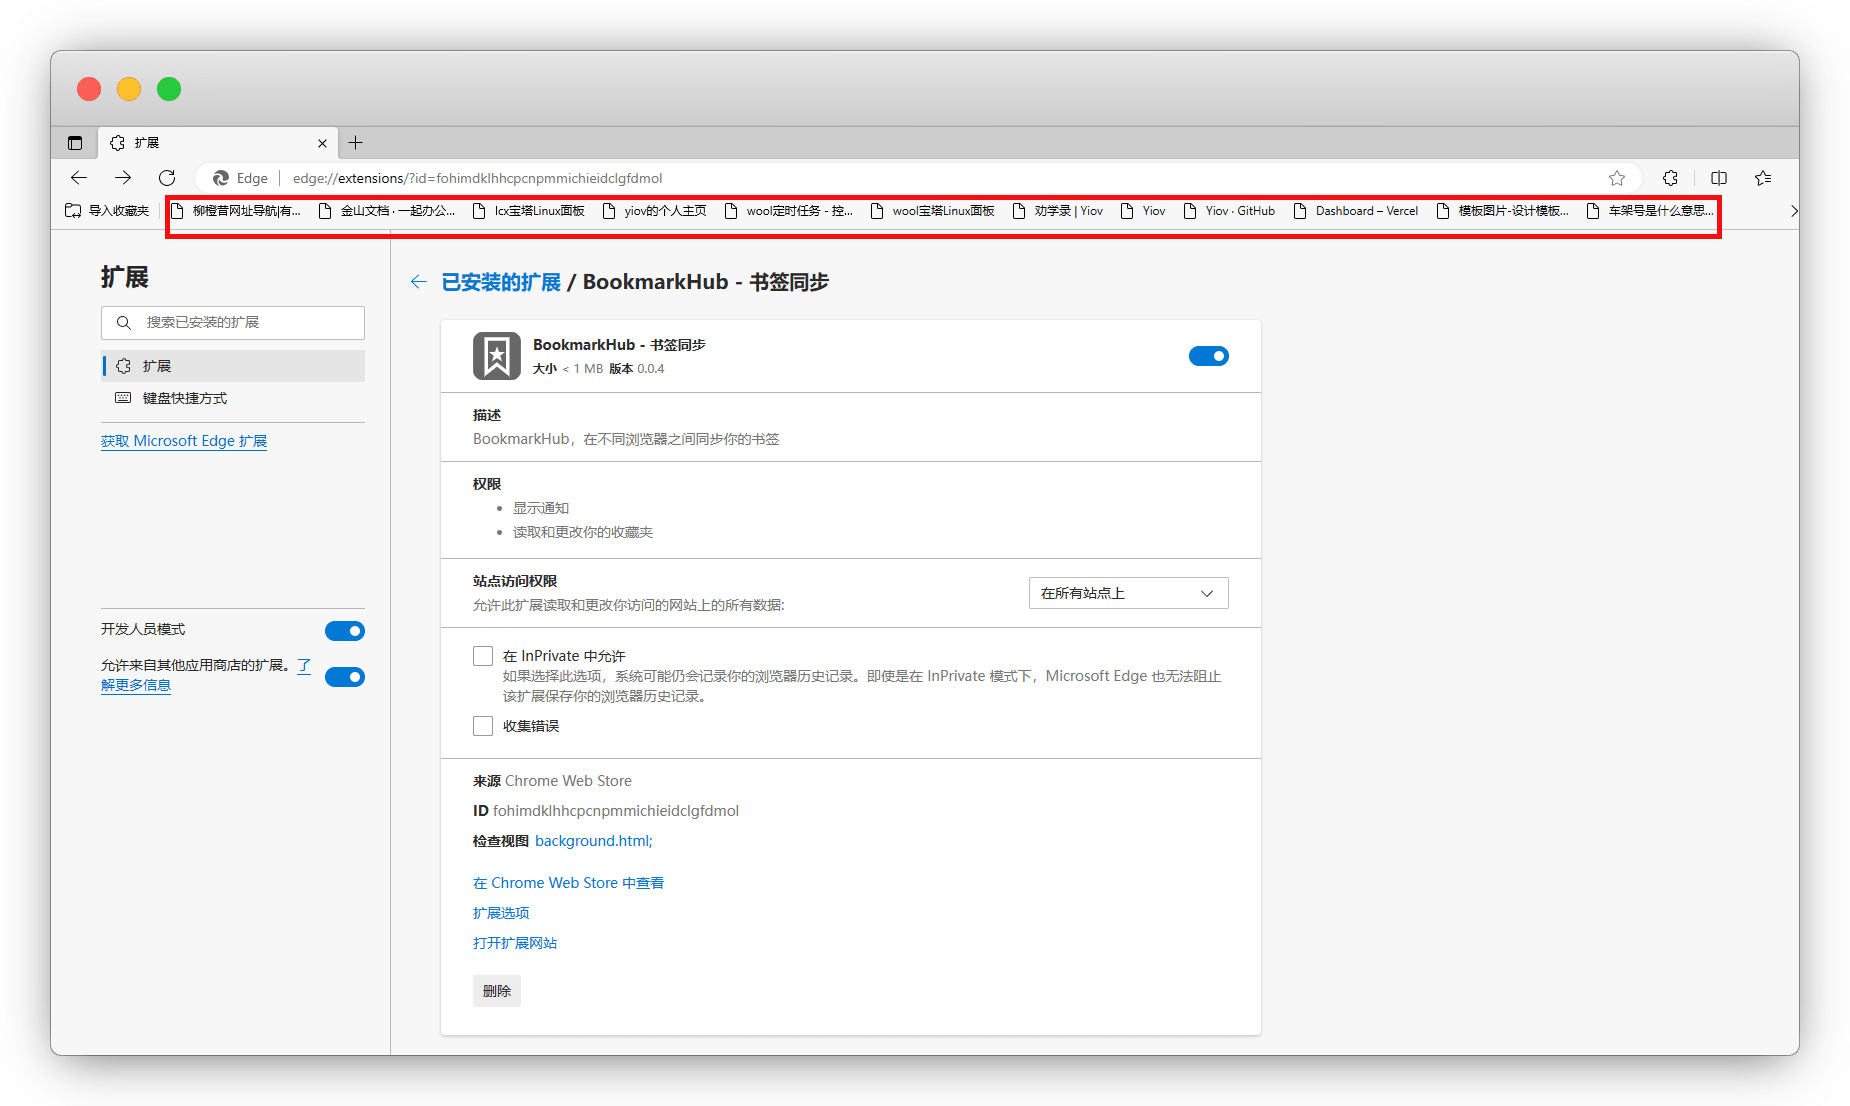 扩展
Edge edge://extensions/?id=fohimdklhhcpcnpmmichieidclgfdmol
导入收藏夹 柳橙昔网址导航|有... 金山文档 · 一起办公... lcx宝塔Linux面板 yiov的个人主页 wool定时任务 - 控... wool宝塔Linux面板 劝学录 | Yiov Yiov Yiov · GitHub Dashboard – Vercel 模板图片-设计模板... 车架号是什么意思...
扩展
搜索已安装的扩展
扩展
键盘快捷方式
获取 Microsoft Edge 扩展
开发人员模式
允许来自其他应用商店的扩展。了
解更多信息
已安装的扩展 / BookmarkHub - 书签同步
BookmarkHub - 书签同步
大小 < 1 MB 版本 0.0.4
描述
BookmarkHub，在不同浏览器之间同步你的书签
权限
显示通知
读取和更改你的收藏夹
站点访问权限
允许此扩展读取和更改你访问的网站上的所有数据:
在所有站点上
在 InPrivate 中允许
如果选择此选项，系统可能仍会记录你的浏览器历史记录。即使是在 InPrivate 模式下，Microsoft Edge 也无法阻止
该扩展保存你的浏览器历史记录。
收集错误
来源 Chrome Web Store
ID fohimdklhhcpcnpmmichieidclgfdmol
检查视图 background.html;
在 Chrome Web Store 中查看
扩展选项
打开扩展网站
删除